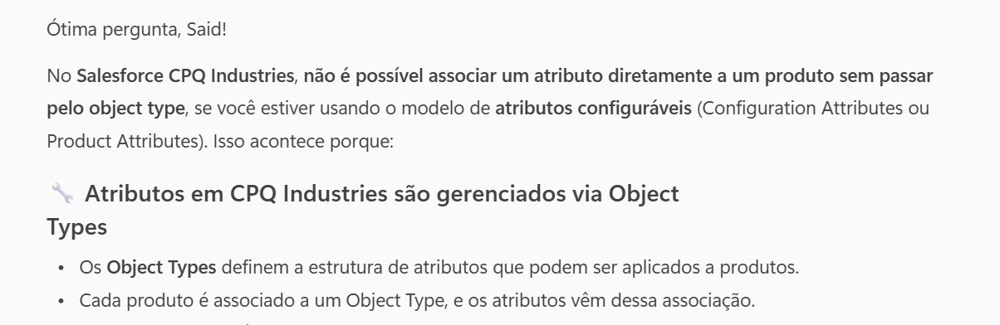 Ótima pergunta, Said!
No Salesforce CPQ Industries, não é possível associar um atributo diretamente a um produto sem passar
pelo object type, se você estiver usando o modelo de atributos configuráveis (Configuration Attributes ou
Product Attributes). Isso acontece porque:
Atributos em CPQ Industries são gerenciados via Object
Types
• Os Object Types definem a estrutura de atributos que podem ser aplicados a produtos.
• Cada produto é associado a um Object Type, e os atributos vêm dessa associação.